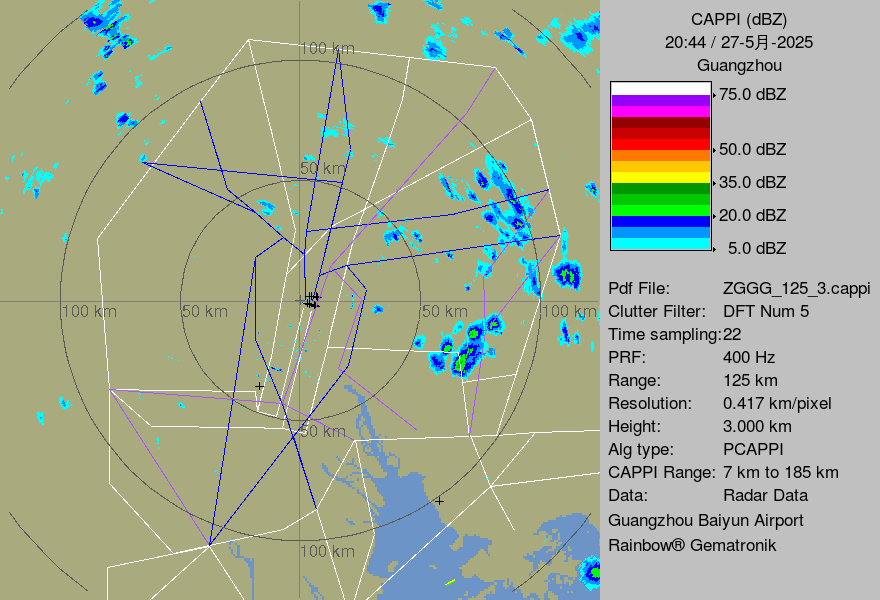 CAPPI (dBZ)
20:44 / 27-5月-2025
Guangzhou
75.0 dBZ
50.0 dBZ
35.0 dBZ
20.0 dBZ
5.0 dBZ
Pdf File: ZGGG_125_3.cappi
Clutter Filter: DFT Num 5
Time sampling:22
PRF: 400 Hz
Range: 125 km
Resolution: 0.417 km/pixel
Height: 3.000 km
Alg type: PCAPPI
CAPPI Range: 7 km to 185 km
Data: Radar Data
Guangzhou Baiyun Airport
Rainbow® Gematronik
100 km
50 km
100 km 50 km 50 km 100 km
50 km
100 km